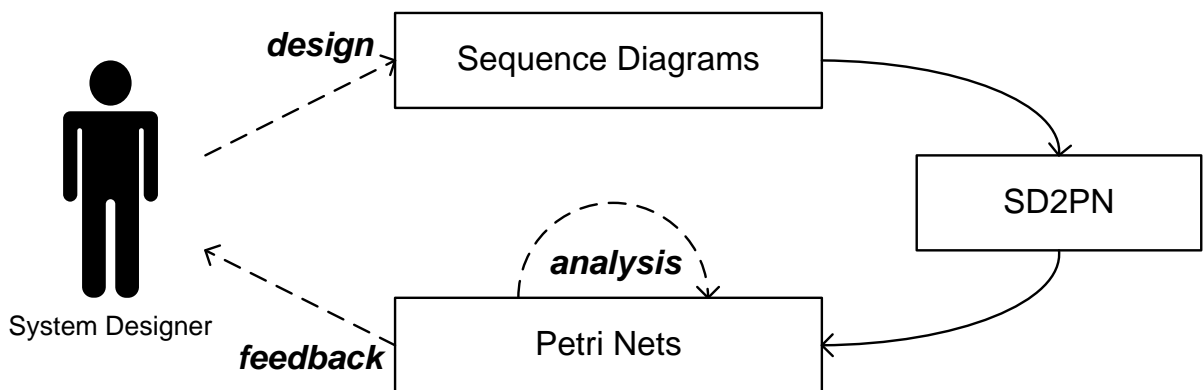 design
Sequence Diagrams
SD2PN
analysis
System Designer
feedback
Petri Nets